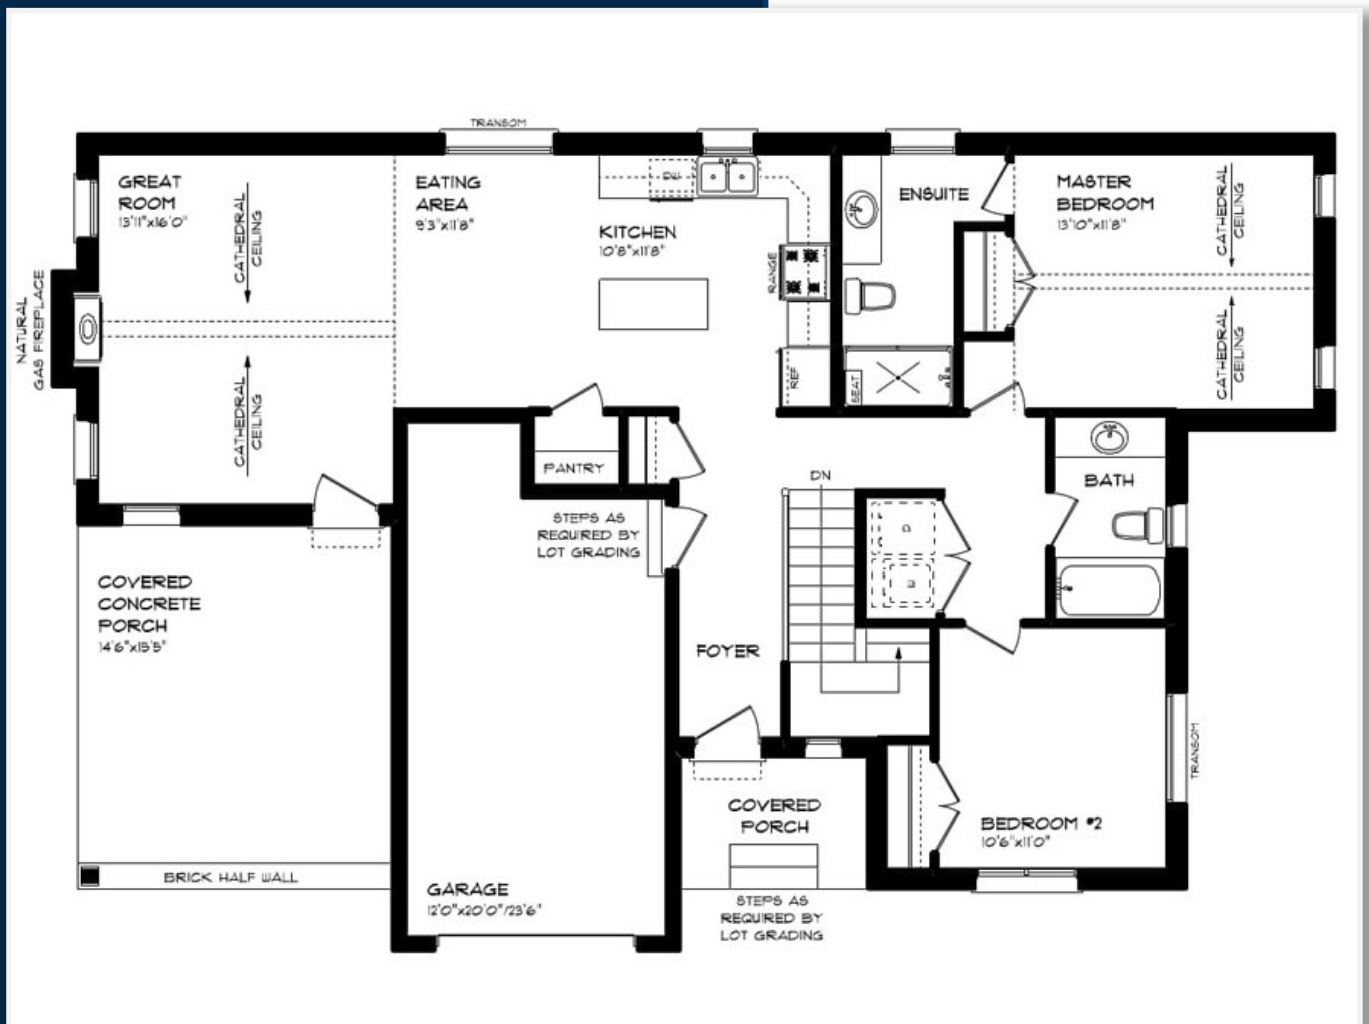 TRANSOM
GREAT
ROOM
13'11"x16'0"
CATHEDRAL
CEILING
CATHEDRAL
CEILING
NATURAL
GAS FIREPLACE
EATING
AREA
9'3"x11'8"
KITCHEN
10'8"x11'8"
DW
RANGE
REF
ENSUITE
SEAT
MASTER
BEDROOM
13'10"x11'8"
CATHEDRAL
CEILING
CATHEDRAL
CEILING
PANTRY
STEPS AS
REQUIRED BY
LOT GRADING
DN
BATH
D
W
FOYER
COVERED
CONCRETE
PORCH
14'6"x15'5"
BRICK HALF WALL
GARAGE
12'0"x20'0"/23'6"
COVERED
PORCH
STEPS AS
REQUIRED BY
LOT GRADING
BEDROOM #2
10'6"x11'0"
TRANSOM